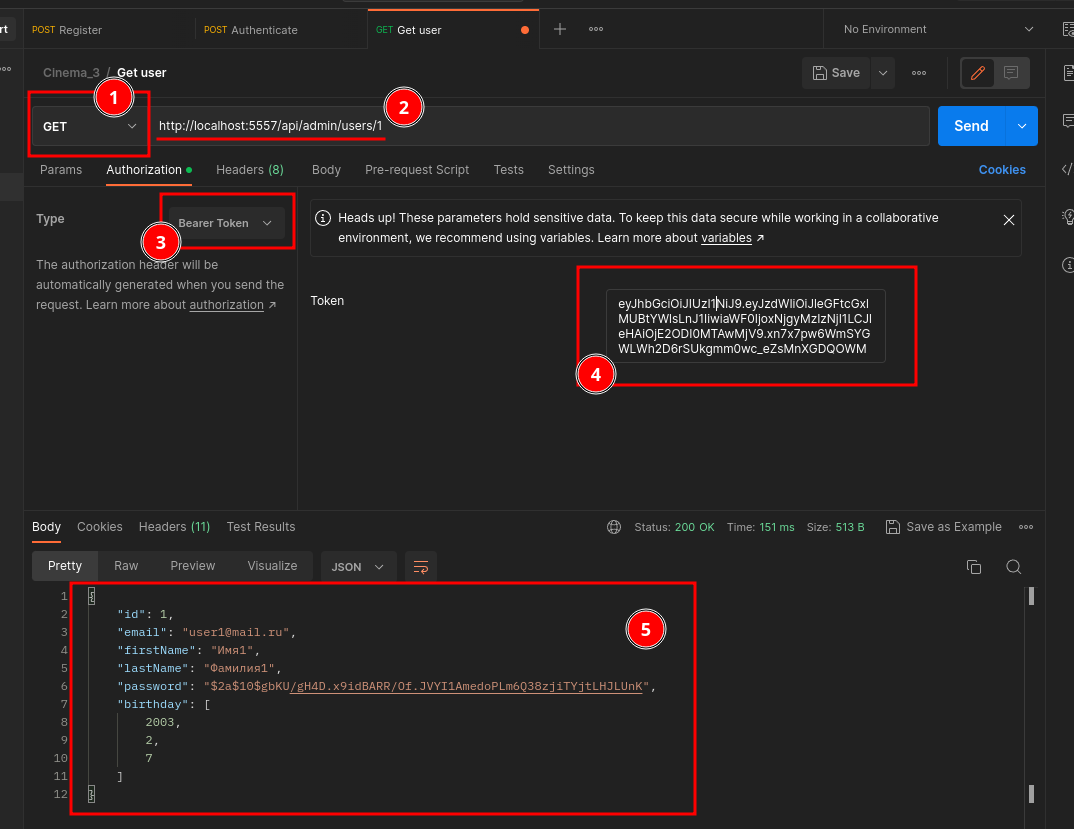 rt
POST Register
POST Authenticate
GET Get user
No Environment
Cinema_3 / Get user
Save
1
2
GET
http://localhost:5557/api/admin/users/1
Send
Params
Authorization
Headers (8)
Body
Pre-request Script
Tests
Settings
Cookies
Type
Bearer Token
3
The authorization header will be
automatically generated when you send the
request. Learn more about authorization ↗
Heads up! These parameters hold sensitive data. To keep this data secure while working in a collaborative
environment, we recommend using variables. Learn more about variables ↗
Token
4
Body
Cookies
Headers (11)
Test Results
Status: 200 OK
Time: 151 ms
Size: 513 B
Save as Example
Pretty
Raw
Preview
Visualize
JSON
5
1 {
2 "id": 1,
3 "email": "user1@mail.ru",
4 "firstName": "Имя1",
5 "lastName": "Фамилия1",
6 "password": "$2a$10$gbKU/gH4D.x9idBARR/Of.JVYI1AmedoPLm6Q38zjiTYjtLHJLUnK",
7 "birthday": [
8 2003,
9 2,
10 7
11 ]
12 }